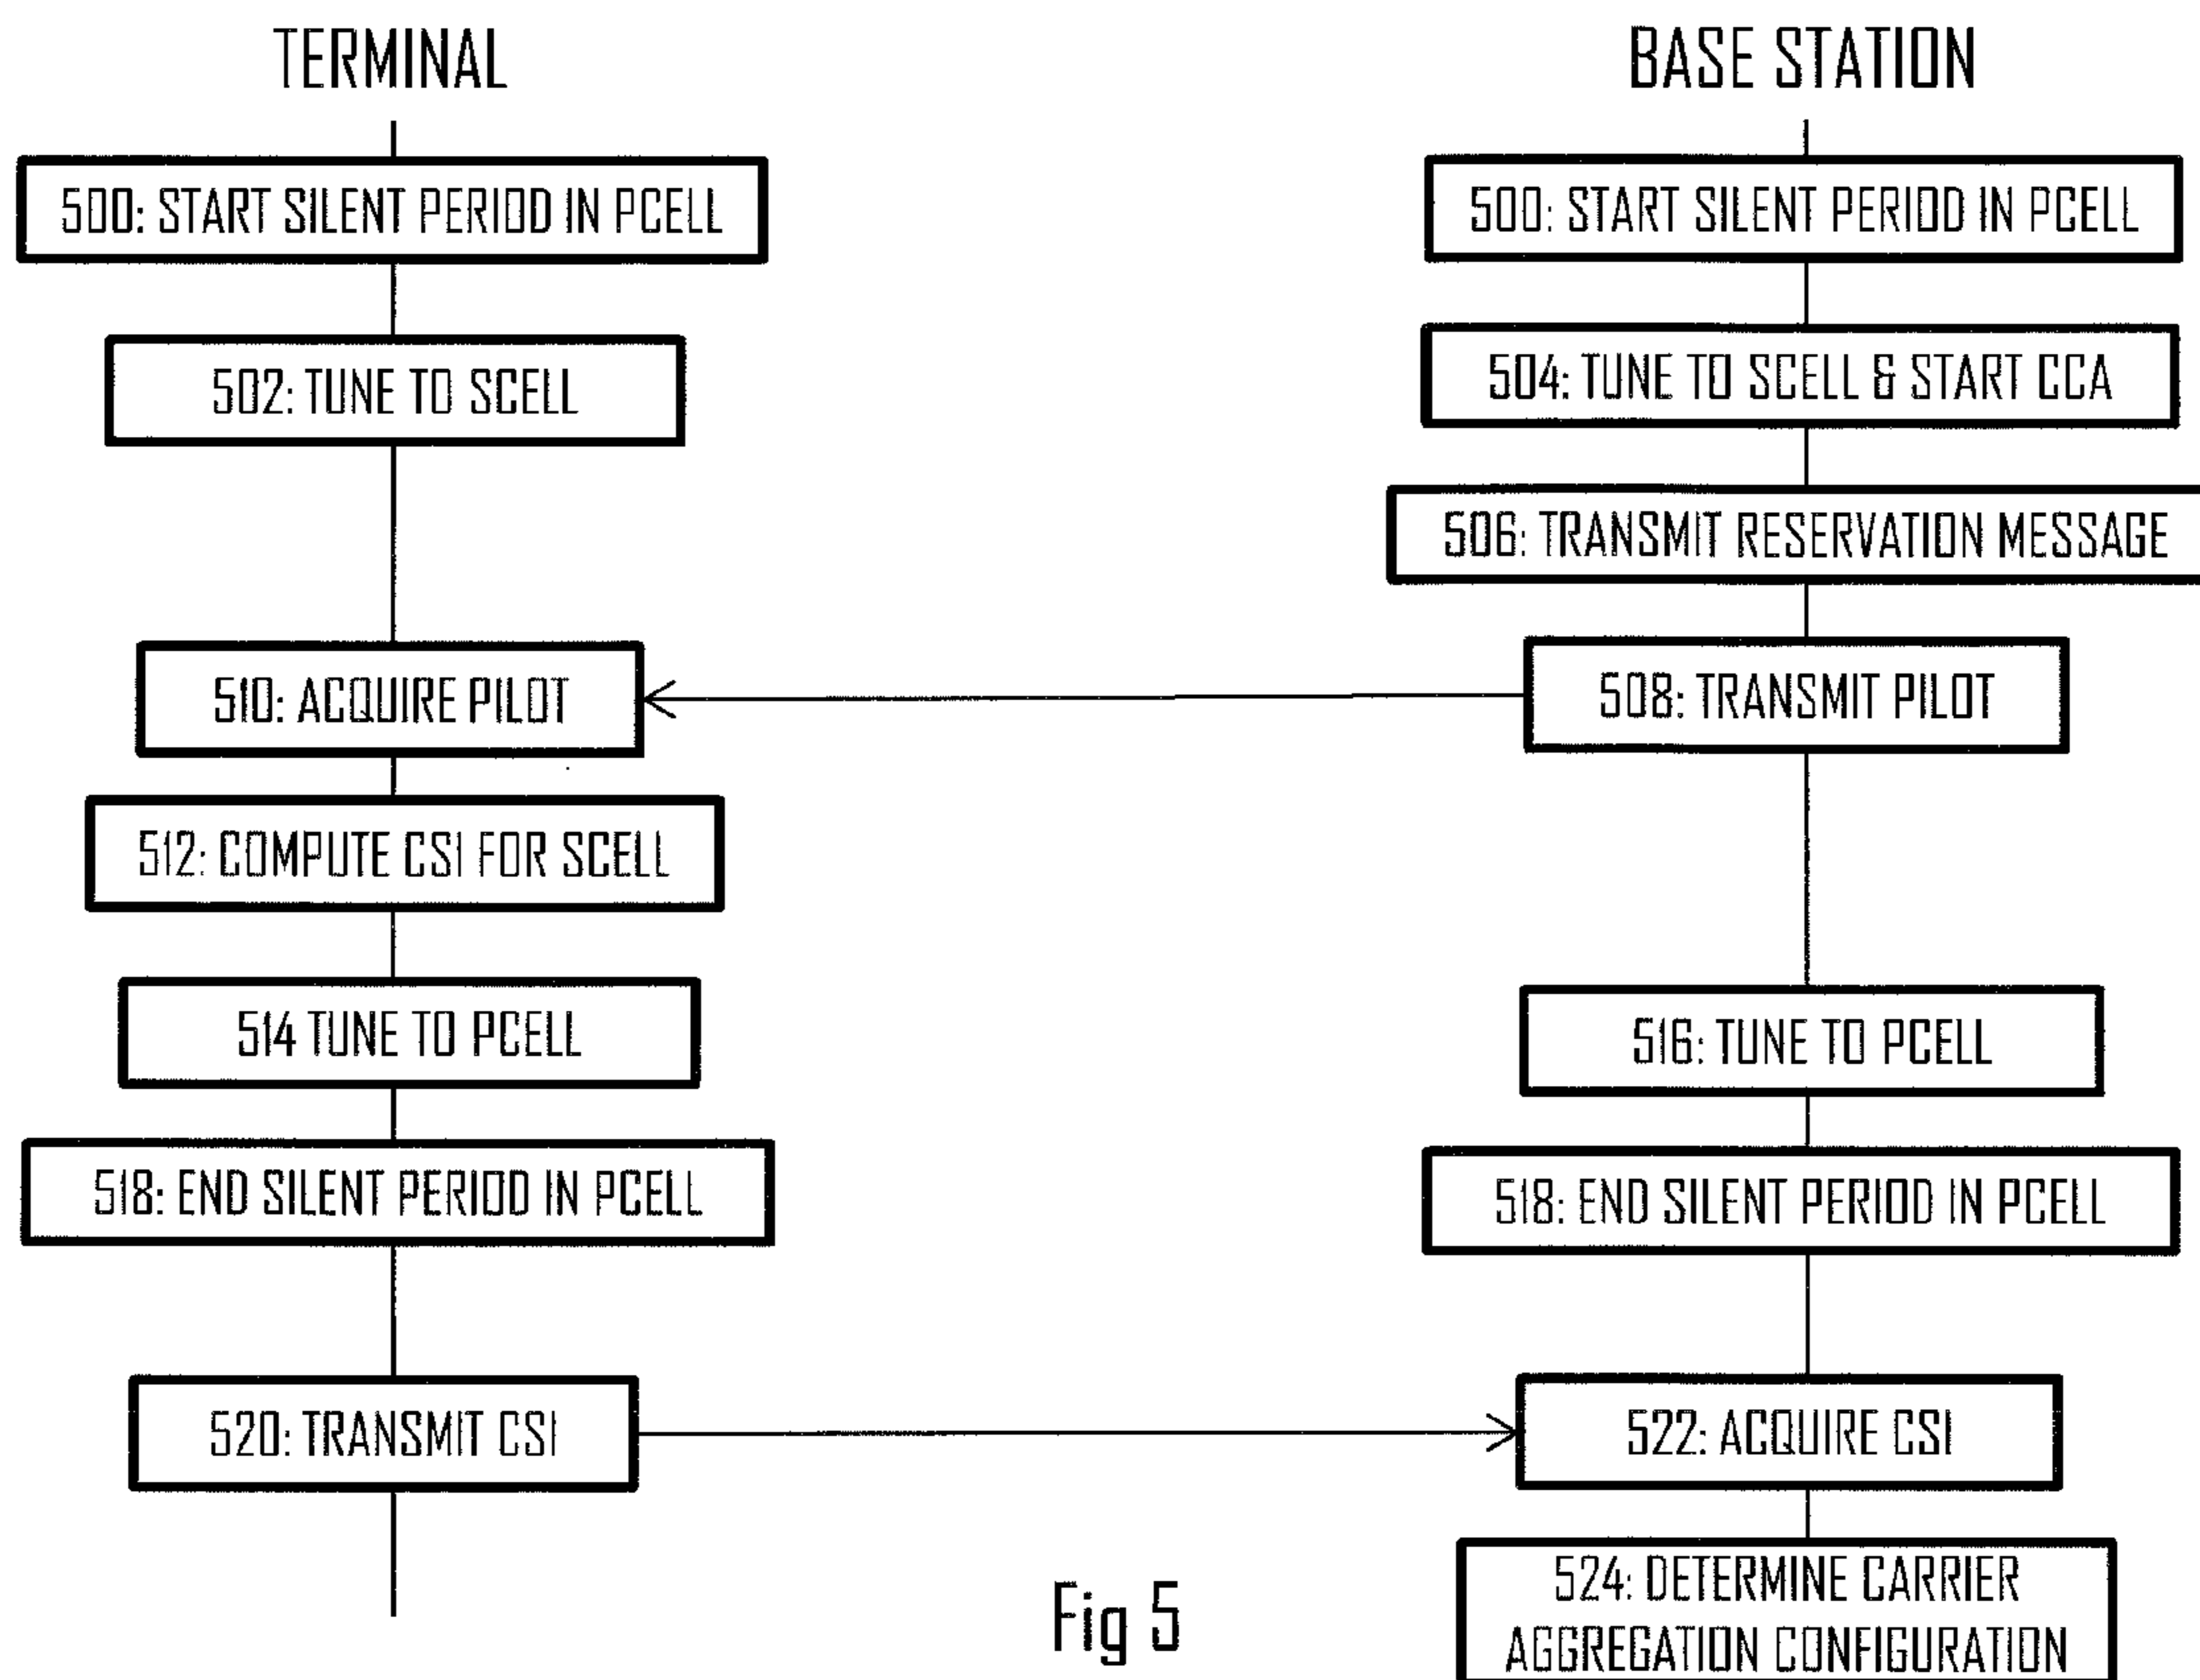 TERMINAL
BASE STATION
500: START SILENT PERIOD IN PCELL
500: START SILENT PERIOD IN PCELL
502: TUNE TO SCELL
504: TUNE TO SCELL & START CCA
506: TRANSMIT RESERVATION MESSAGE
510: ACQUIRE PILOT
508: TRANSMIT PILOT
512: COMPUTE CSI FOR SCELL
514 TUNE TO PCELL
516: TUNE TO PCELL
518: END SILENT PERIOD IN PCELL
518: END SILENT PERIOD IN PCELL
520: TRANSMIT CSI
522: ACQUIRE CSI
524: DETERMINE CARRIER
AGGREGATION CONFIGURATION
Fig 5